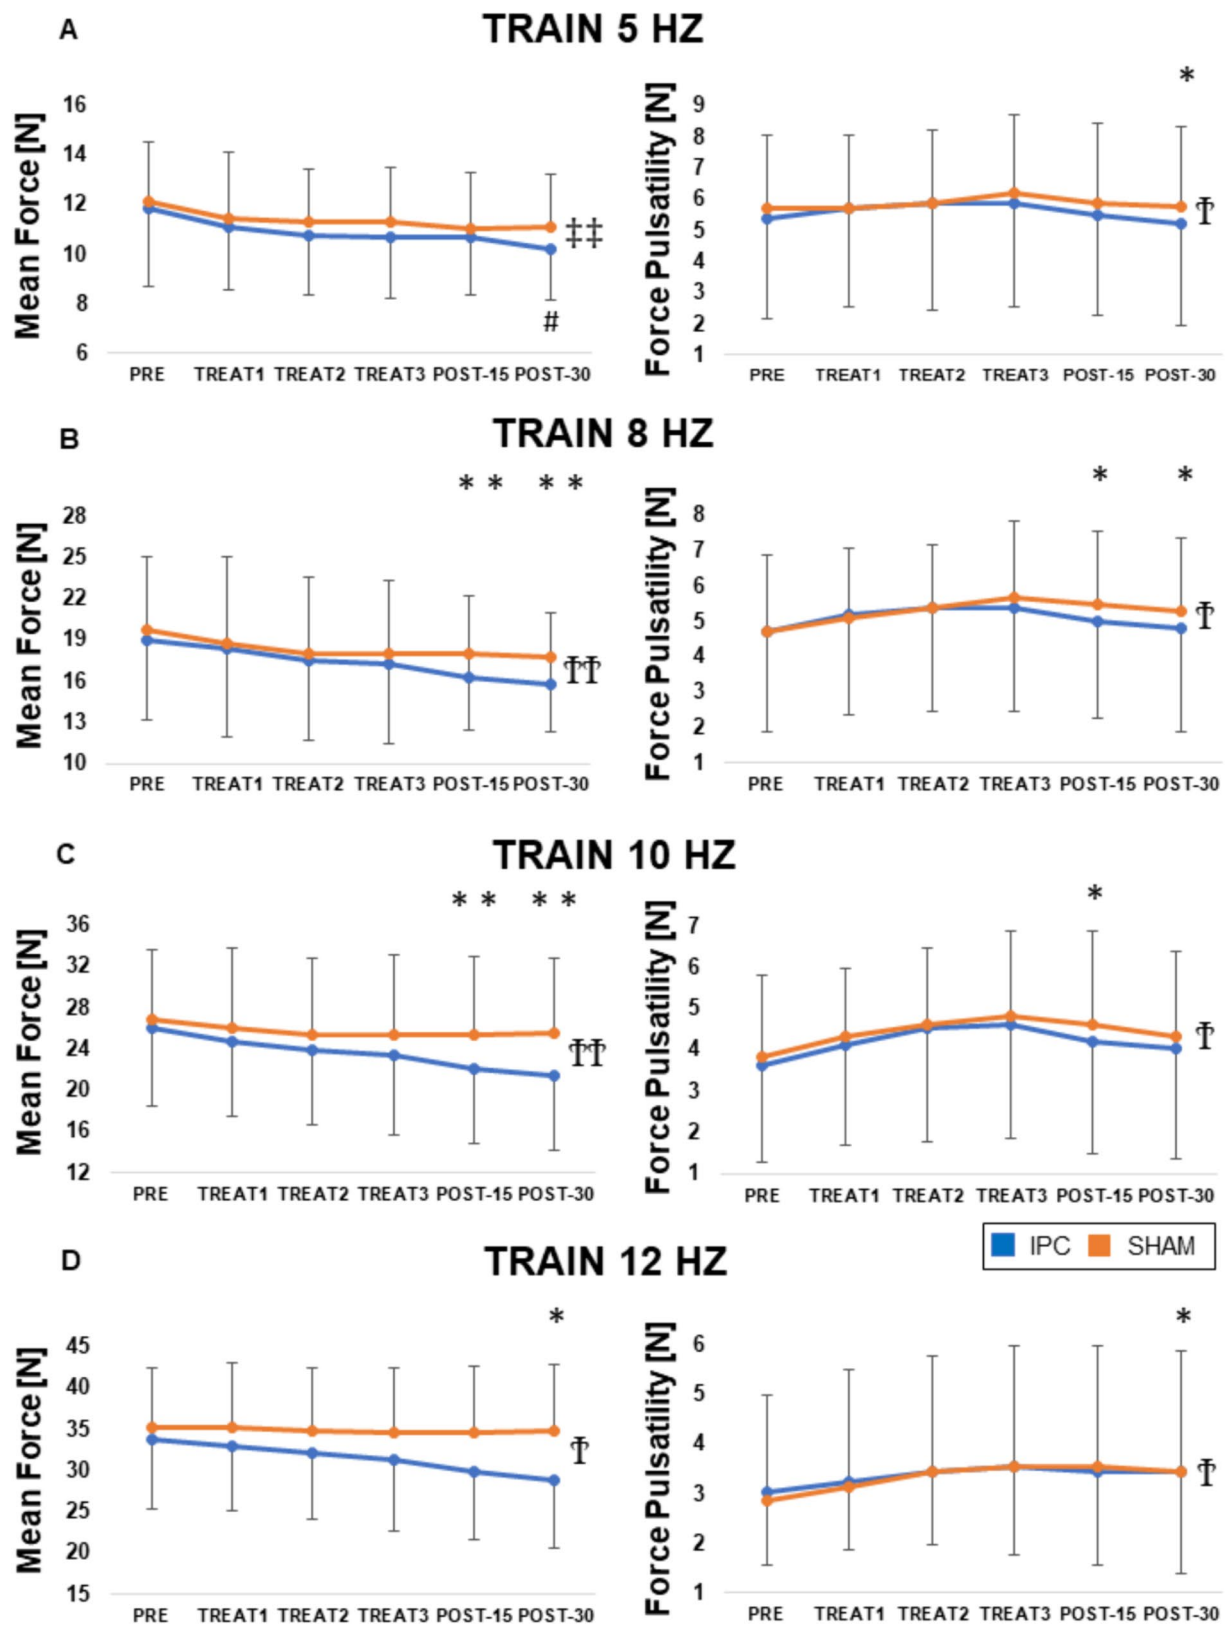 A
TRAIN 5 HZ
Mean Force [N]
16
14
12
10
8
6
‡‡
#
PRE TREAT1 TREAT2 TREAT3 POST-15 POST-30
Force Pulsatility [N]
*
9
8
7
6
5
4
3
2
1
Ϯ
PRE TREAT1 TREAT2 TREAT3 POST-15 POST-30
B
TRAIN 8 HZ
Mean Force [N]
* * * *
28
25
22
19
16
13
10
ϮϮ
PRE TREAT1 TREAT2 TREAT3 POST-15 POST-30
Force Pulsatility [N]
* *
8
7
6
5
4
3
2
1
Ϯ
PRE TREAT1 TREAT2 TREAT3 POST-15 POST-30
C
TRAIN 10 HZ
Mean Force [N]
* * * *
36
32
28
24
20
16
12
ϮϮ
PRE TREAT1 TREAT2 TREAT3 POST-15 POST-30
Force Pulsatility [N]
*
7
6
5
4
3
2
1
Ϯ
PRE TREAT1 TREAT2 TREAT3 POST-15 POST-30
IPC SHAM
D
TRAIN 12 HZ
Mean Force [N]
*
45
40
35
30
25
20
15
Ϯ
PRE TREAT1 TREAT2 TREAT3 POST-15 POST-30
Force Pulsatility [N]
*
6
5
4
3
2
1
Ϯ
PRE TREAT1 TREAT2 TREAT3 POST-15 POST-30